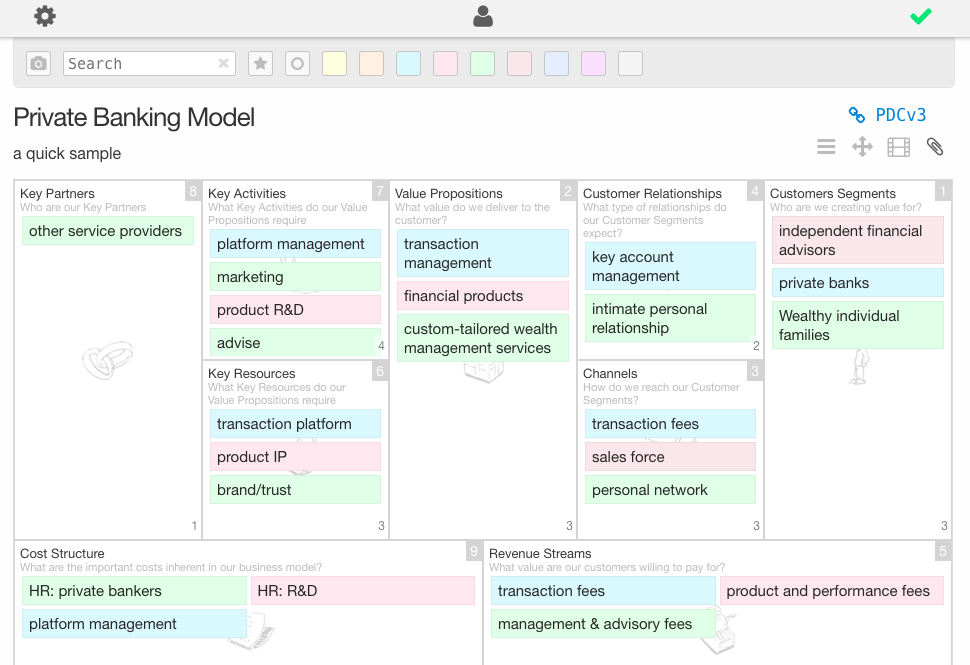 Search
Private Banking Model
PDCv3
a quick sample
Key Partners
8
Who are our Key Partners
other service providers
1
Key Activities
7
What Key Activities do our Value
Propositions require
platform management
marketing
product R&D
advise
4
Key Resources
6
What Key Resources do our
Value Propositions require
transaction platform
product IP
brand/trust
3
Value Propositions
2
What value do we deliver to the
customer?
transaction
management
financial products
custom-tailored wealth
management services
3
Customer Relationships
4
What type of relationships do
our Customer Segments
expect?
key account
management
intimate personal
relationship
2
Channels
3
How do we reach our Customer
Segments?
transaction fees
sales force
personal network
3
Customers Segments
1
Who are we creating value for?
independent financial
advisors
private banks
Wealthy individual
families
3
Cost Structure
9
What are the important costs inherent in our business model?
HR: private bankers
HR: R&D
platform management
Revenue Streams
5
What value are our customers willing to pay for?
transaction fees
product and performance fees
management & advisory fees